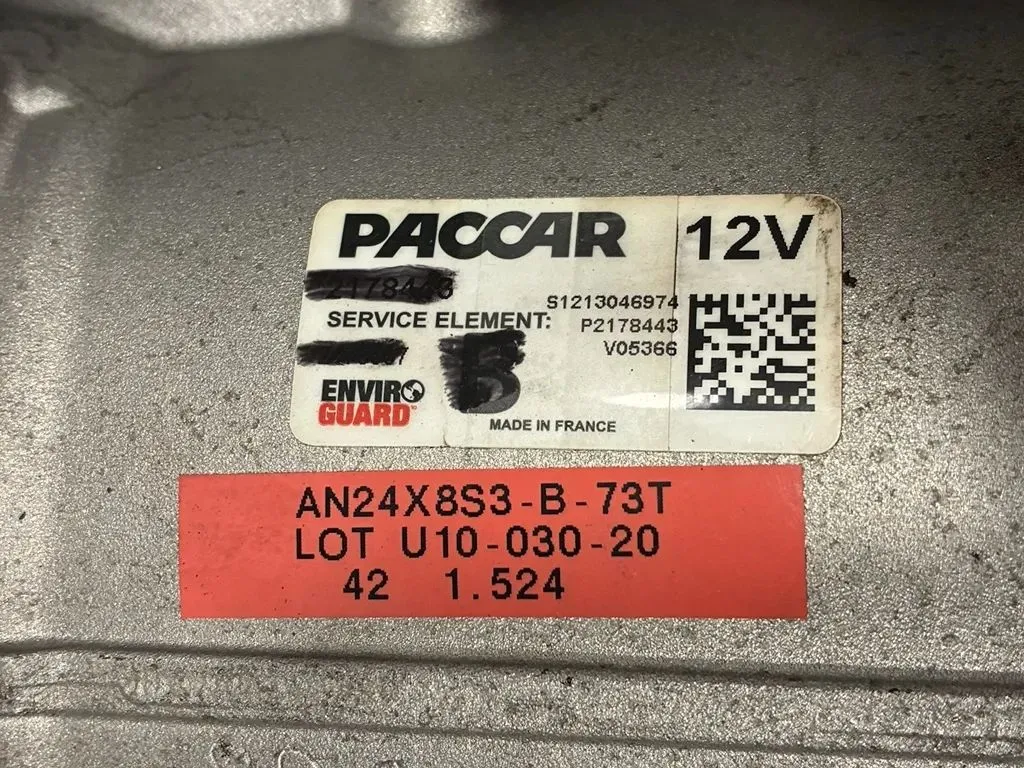 PACCAR
12V
2178443
S1213046974
SERVICE ELEMENT:
P2178443
V05366
B
ENVIRO
GUARD
MADE IN FRANCE
AN24X8S3-B-73T
LOT U10-030-20
42 1.524